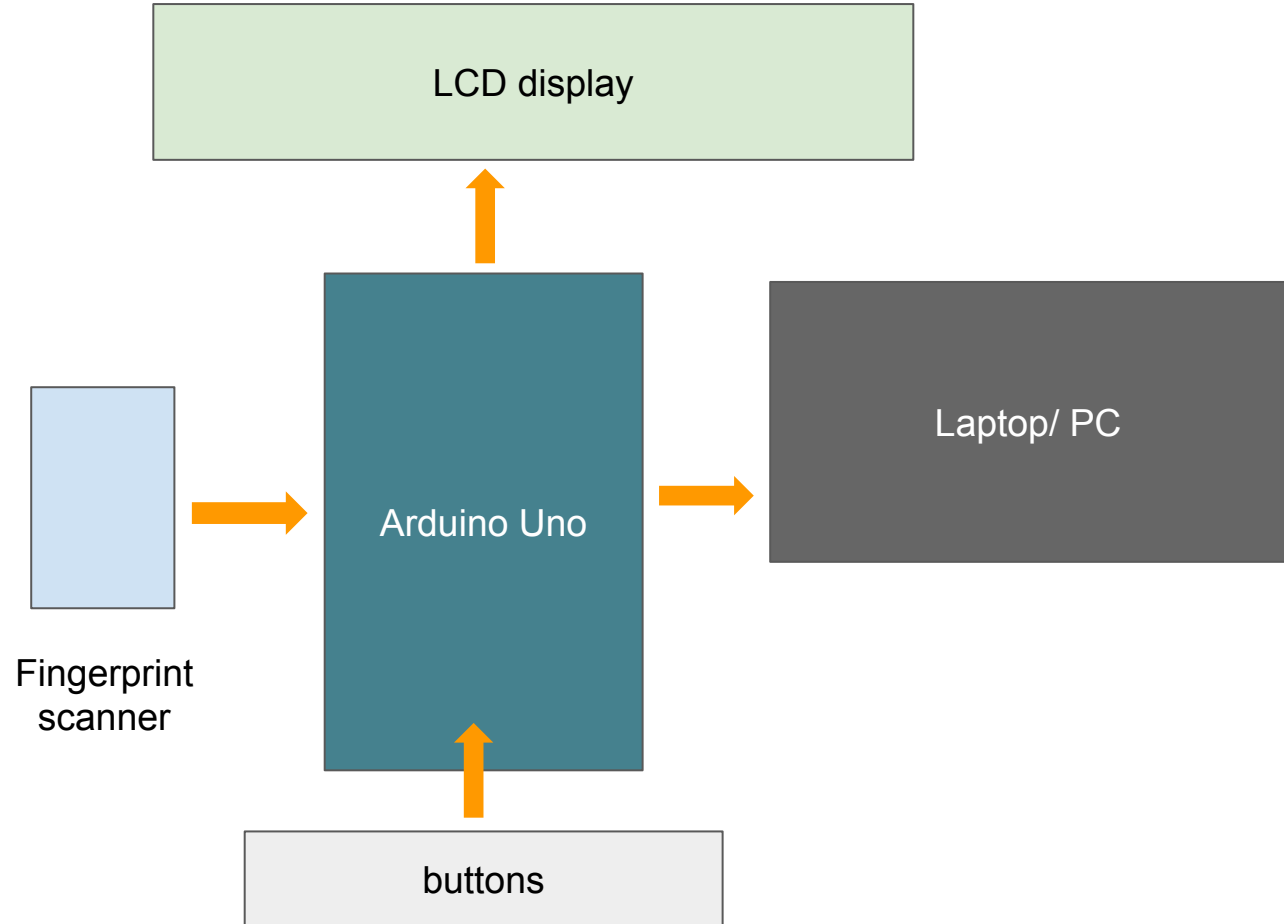 LCD display
Laptop/ PC
Arduino Uno
Fingerprint
scanner
buttons